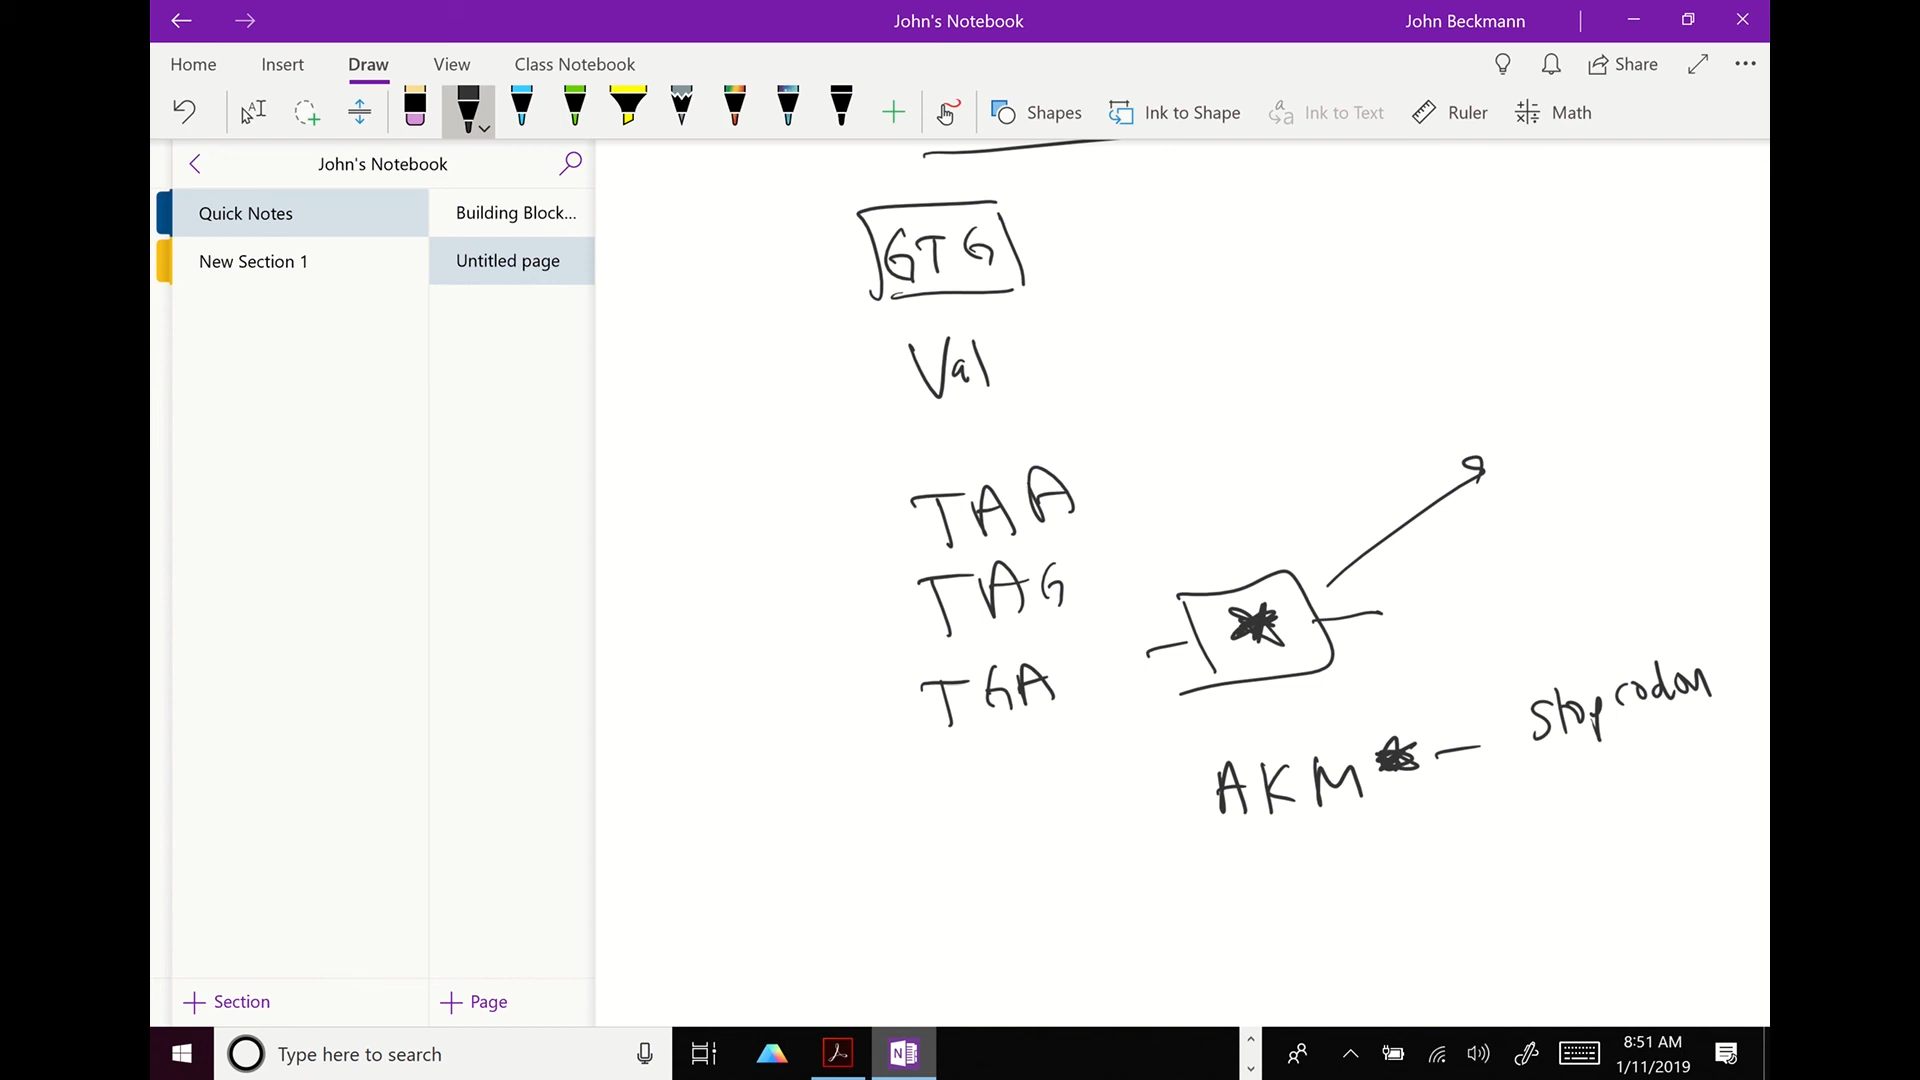 John's Notebook
John Beckmann
Home Insert Draw View Class Notebook
Share
Shapes Ink to Shape Ink to Text Ruler Math
John's Notebook
Quick Notes
Building Block...
New Section 1
Untitled page
GTG
Val
TAA
TAG
TGA
stop codon
AKM* –
Section
Page
Type here to search
8:51 AM
1/11/2019